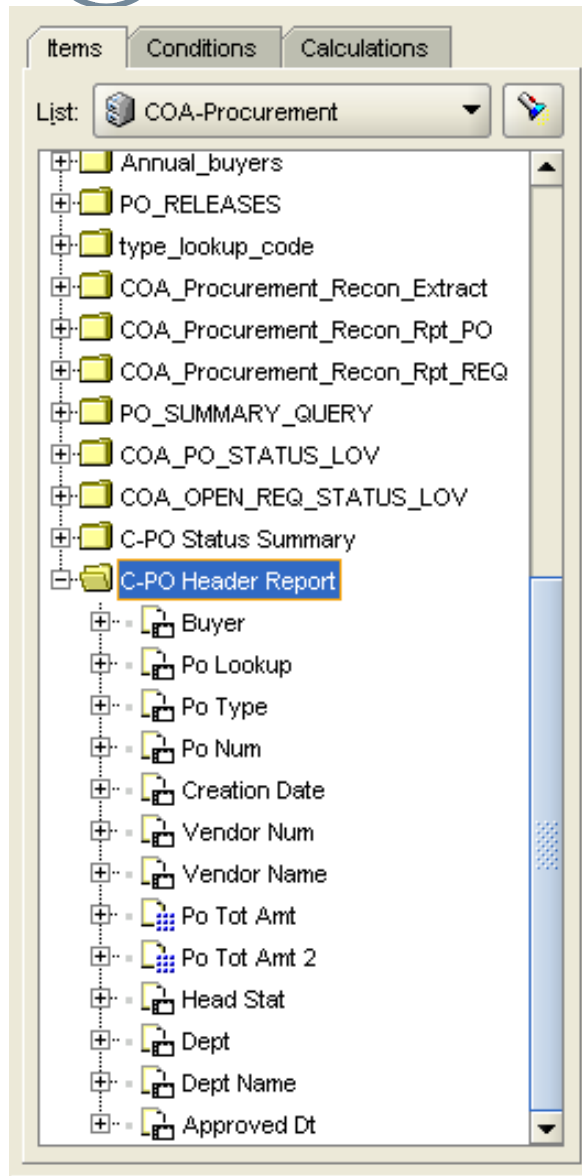 Items Conditions Calculations
List: COA-Procurement
Annual_buyers
PO_RELEASES
type_lookup_code
COA_Procurement_Recon_Extract
COA_Procurement_Recon_Rpt_PO
COA_Procurement_Recon_Rpt_REQ
PO_SUMMARY_QUERY
COA_PO_STATUS_LOV
COA_OPEN_REQ_STATUS_LOV
C-PO Status Summary
C-PO Header Report
Buyer
Po Lookup
Po Type
Po Num
Creation Date
Vendor Num
Vendor Name
Po Tot Amt
Po Tot Amt 2
Head Stat
Dept
Dept Name
Approved Dt